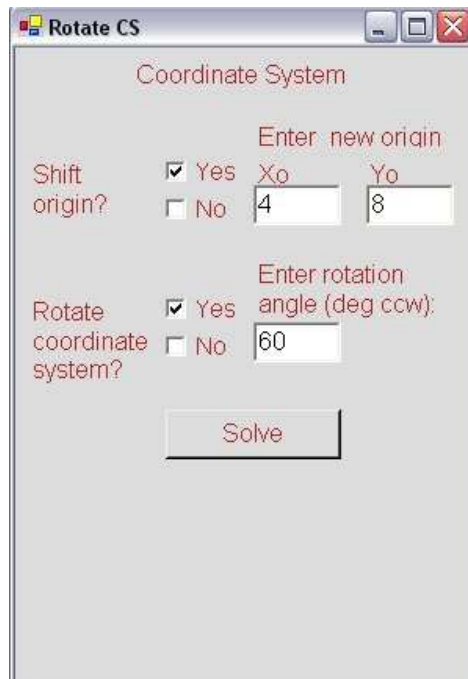 Rotate CS
Coordinate System
Enter new origin
Shift origin?
Yes
No
Xo
Yo
4
8
Enter rotation
angle (deg ccw):
Rotate
coordinate
system?
Yes
No
60
Solve